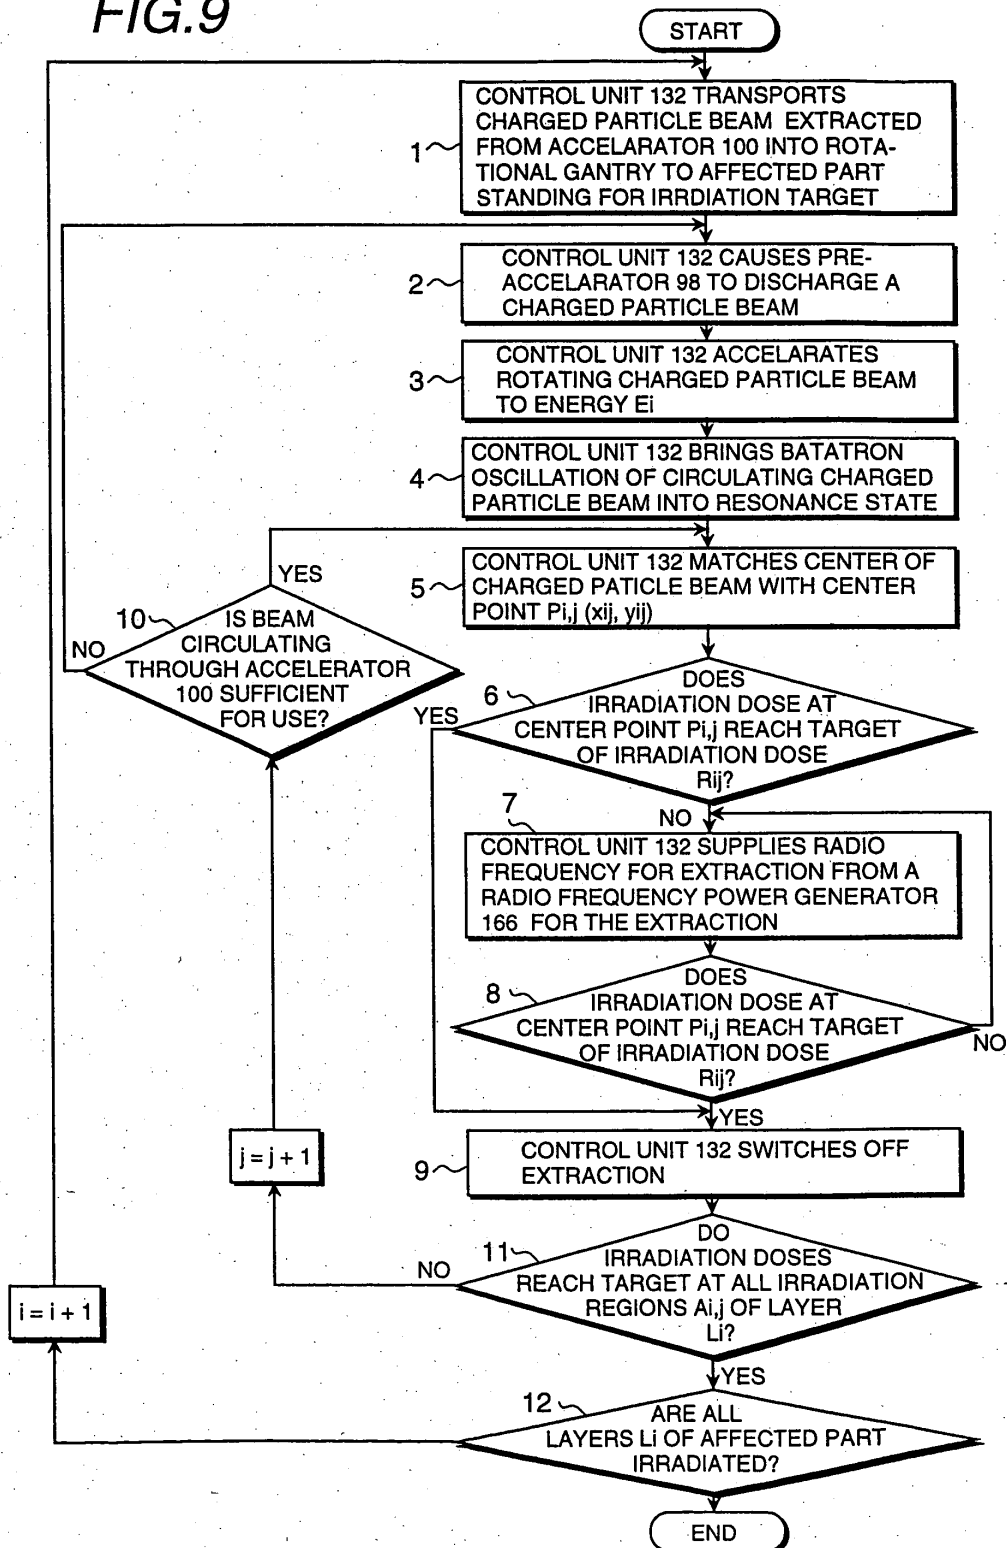 FIG.9
START
1
CONTROL UNIT 132 TRANSPORTS
CHARGED PARTICLE BEAM EXTRACTED
FROM ACCELARATOR 100 INTO ROTA-
TIONAL GANTRY TO AFFECTED PART
STANDING FOR IRRDIATION TARGET
2
CONTROL UNIT 132 CAUSES PRE-
ACCELARATOR 98 TO DISCHARGE A
CHARGED PARTICLE BEAM
3
CONTROL UNIT 132 ACCELARATES
ROTATING CHARGED PARTICLE BEAM
TO ENERGY Ei
4
CONTROL UNIT 132 BRINGS BATATRON
OSCILLATION OF CIRCULATING CHARGED
PARTICLE BEAM INTO RESONANCE STATE
5
CONTROL UNIT 132 MATCHES CENTER OF
CHARGED PATICLE BEAM WITH CENTER
POINT Pi,j (xij, yij)
YES
10
IS BEAM
CIRCULATING
THROUGH ACCELERATOR
100 SUFFICIENT
FOR USE?
NO
6
DOES
IRRADIATION DOSE AT
CENTER POINT Pi,j REACH TARGET
OF IRRADIATION DOSE
Rij?
YES
NO
7
CONTROL UNIT 132 SUPPLIES RADIO
FREQUENCY FOR EXTRACTION FROM A
RADIO FREQUENCY POWER GENERATOR
166 FOR THE EXTRACTION
8
DOES
IRRADIATION DOSE AT
CENTER POINT Pi,j REACH TARGET
OF IRRADIATION DOSE
Rij?
NO
YES
9
CONTROL UNIT 132 SWITCHES OFF
EXTRACTION
j = j + 1
11
DO
IRRADIATION DOSES
REACH TARGET AT ALL IRRADIATION
REGIONS Ai,j OF LAYER
Li?
NO
YES
i = i + 1
12
ARE ALL
LAYERS Li OF AFFECTED PART
IRRADIATED?
END